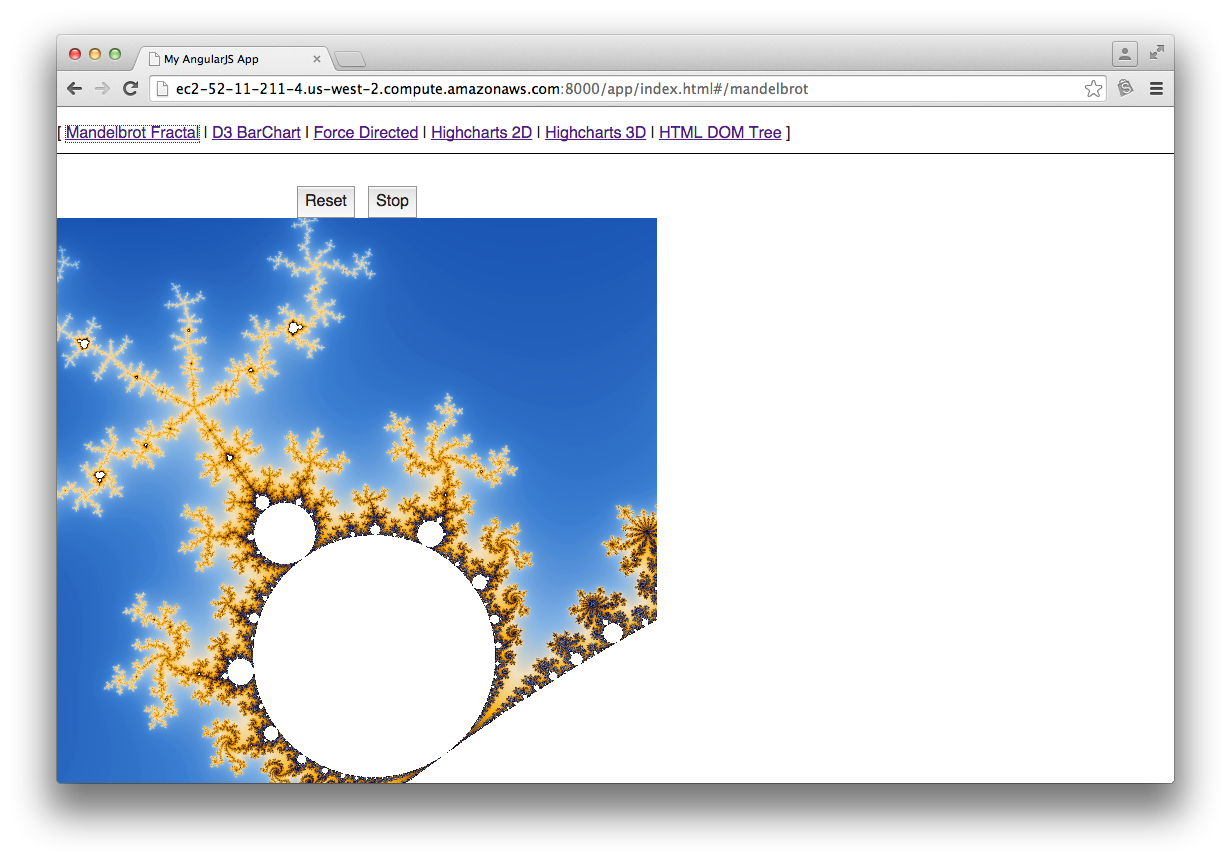 My AngularJS App
ec2-52-11-211-4.us-west-2.compute.amazonaws.com:8000/app/index.html#/mandelbrot
[ Mandelbrot Fractal | D3 BarChart | Force Directed | Highcharts 2D | Highcharts 3D | HTML DOM Tree ]
Reset Stop